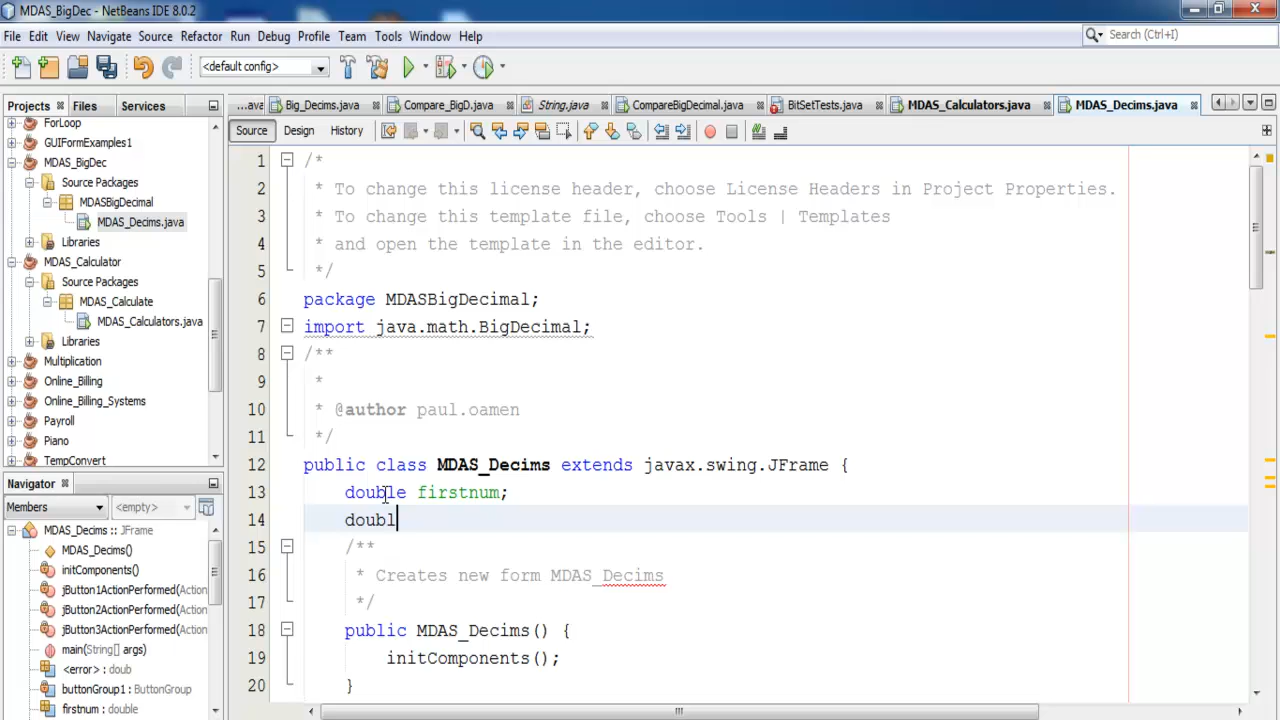 MDAS_BigDec - NetBeans IDE 8.0.2
File Edit View Navigate Source Refactor Run Debug Profile Team Tools Window Help
Search (Ctrl+I)
<default config>
Projects Files Services
...ava Big_Decims.java Compare_BigD.java String.java CompareBigDecimal.java BitSetTests.java MDAS_Calculators.java MDAS_Decims.java
Source Design History
ForLoop
GUIFormExamples1
MDAS_BigDec
Source Packages
MDASBigDecimal
MDAS_Decims.java
Libraries
MDAS_Calculator
Source Packages
MDAS_Calculate
MDAS_Calculators.java
Libraries
Multiplication
Online_Billing
Online_Billing_Systems
Payroll
Piano
TempConvert
Navigator
Members <empty>
MDAS_Decims :: JFrame
MDAS_Decims()
initComponents()
jButton1ActionPerformed(Action
jButton2ActionPerformed(Action
jButton3ActionPerformed(Action
main(String[] args)
<error> : doub
buttonGroup1 : ButtonGroup
firstnum : double
1 /*
2 * To change this license header, choose License Headers in Project Properties.
3 * To change this template file, choose Tools | Templates
4 * and open the template in the editor.
5 */
6 package MDASBigDecimal;
7 import java.math.BigDecimal;
8 /**
9 *
10 * @author paul.oamen
11 */
12 public class MDAS_Decims extends javax.swing.JFrame {
13 double firstnum;
14 doubl
15 /**
16 * Creates new form MDAS_Decims
17 */
18 public MDAS_Decims() {
19 initComponents();
20 }